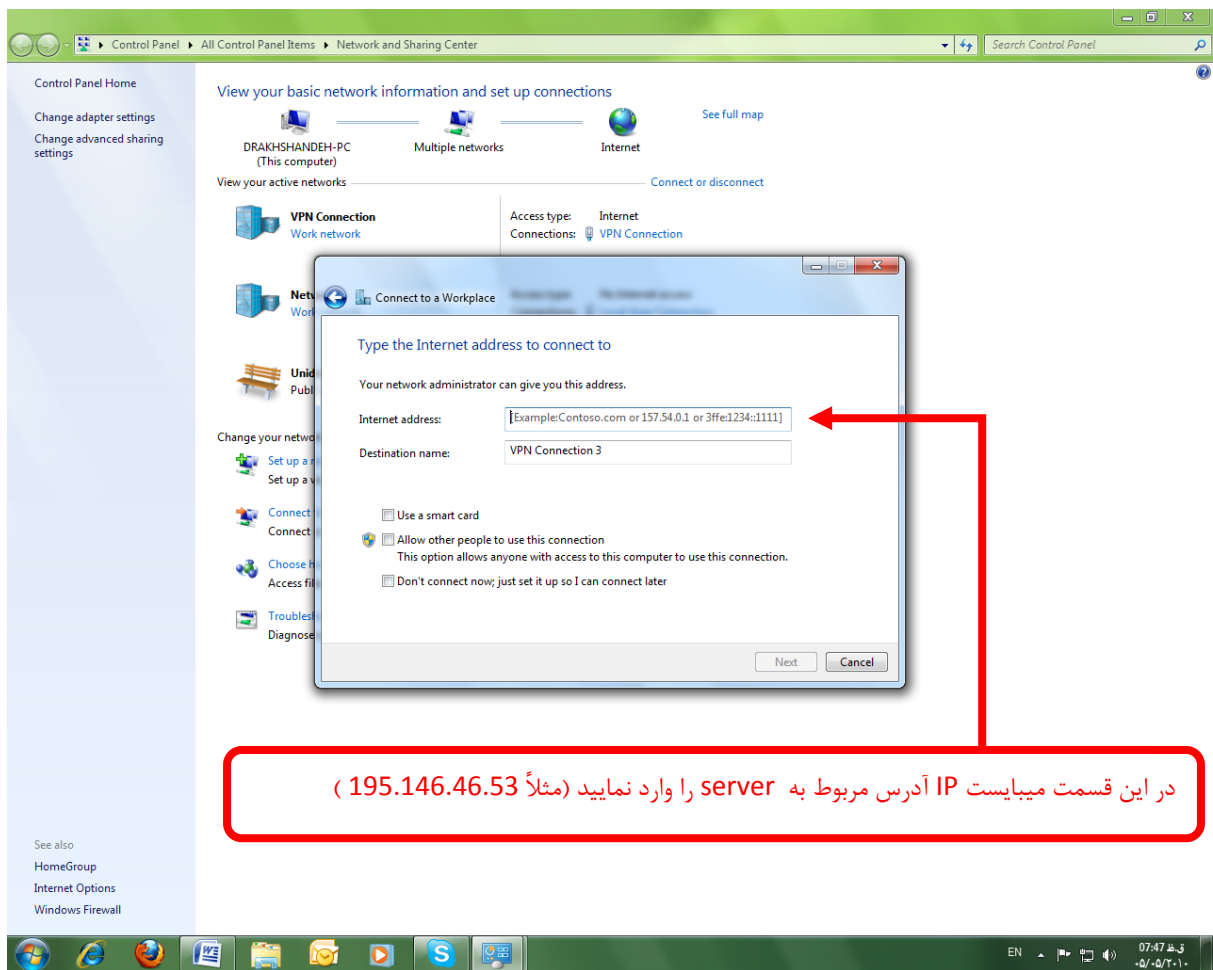 Control Panel ▸ All Control Panel Items ▸ Network and Sharing Center
Search Control Panel
Control Panel Home
Change adapter settings
Change advanced sharing
settings
View your basic network information and set up connections
See full map
DRAKHSHANDEH-PC
(This computer)
Multiple networks
Internet
View your active networks
Connect or disconnect
VPN Connection
Work network
Access type: Internet
Connections: VPN Connection
Connect to a Workplace
Type the Internet address to connect to
Your network administrator can give you this address.
Internet address: [Example:Contoso.com or 157.54.0.1 or 3ffe:1234::1111]
Destination name: VPN Connection 3
Use a smart card
Allow other people to use this connection
This option allows anyone with access to this computer to use this connection.
Don't connect now; just set it up so I can connect later
Next
Cancel
Change your netwo
Set up a
Set up a
Connect
Connect
Choose
Access fil
Troubles
Diagnose
در این قسمت میبایست IP آدرس مربوط به server را وارد نمایید (مثلاً 195.146.46.53 )
See also
HomeGroup
Internet Options
Windows Firewall
EN
07:47 ق.ظ
۰۵/۰۵/۲۰۱۰